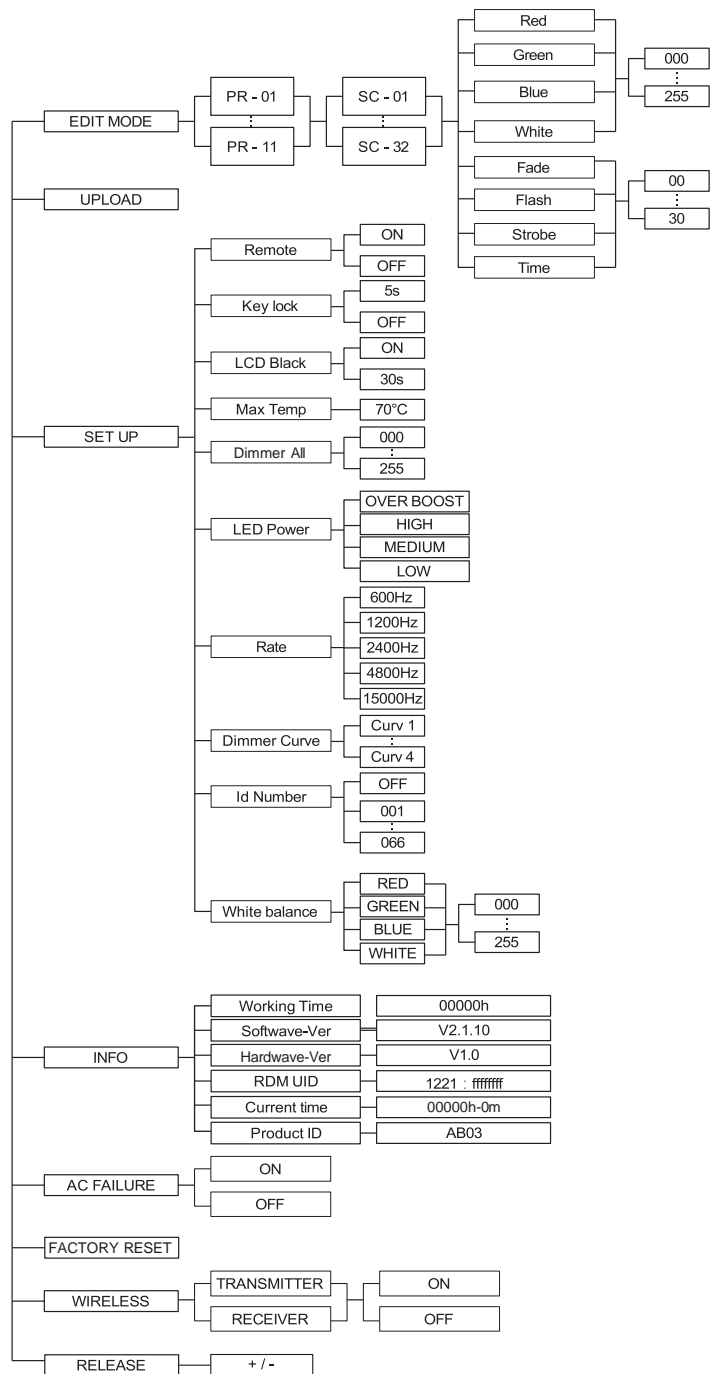 Red
Green
Blue
White
Fade
Flash
Strobe
Time
000
255
00
30
EDIT MODE
PR - 01
PR - 11
SC - 01
SC - 32
UPLOAD
SET UP
Remote
ON
OFF
Key lock
5s
OFF
LCD Black
ON
30s
Max Temp
70°C
Dimmer All
000
255
LED Power
OVER BOOST
HIGH
MEDIUM
LOW
Rate
600Hz
1200Hz
2400Hz
4800Hz
15000Hz
Dimmer Curve
Curv 1
Curv 4
Id Number
OFF
001
066
White balance
RED
GREEN
BLUE
WHITE
000
255
INFO
Working Time 00000h
Softwave-Ver V2.1.10
Hardwave-Ver V1.0
RDM UID 1221 : ffffffff
Current time 00000h-0m
Product ID AB03
AC FAILURE
ON
OFF
FACTORY RESET
WIRELESS
TRANSMITTER
RECEIVER
ON
OFF
RELEASE
+ / -